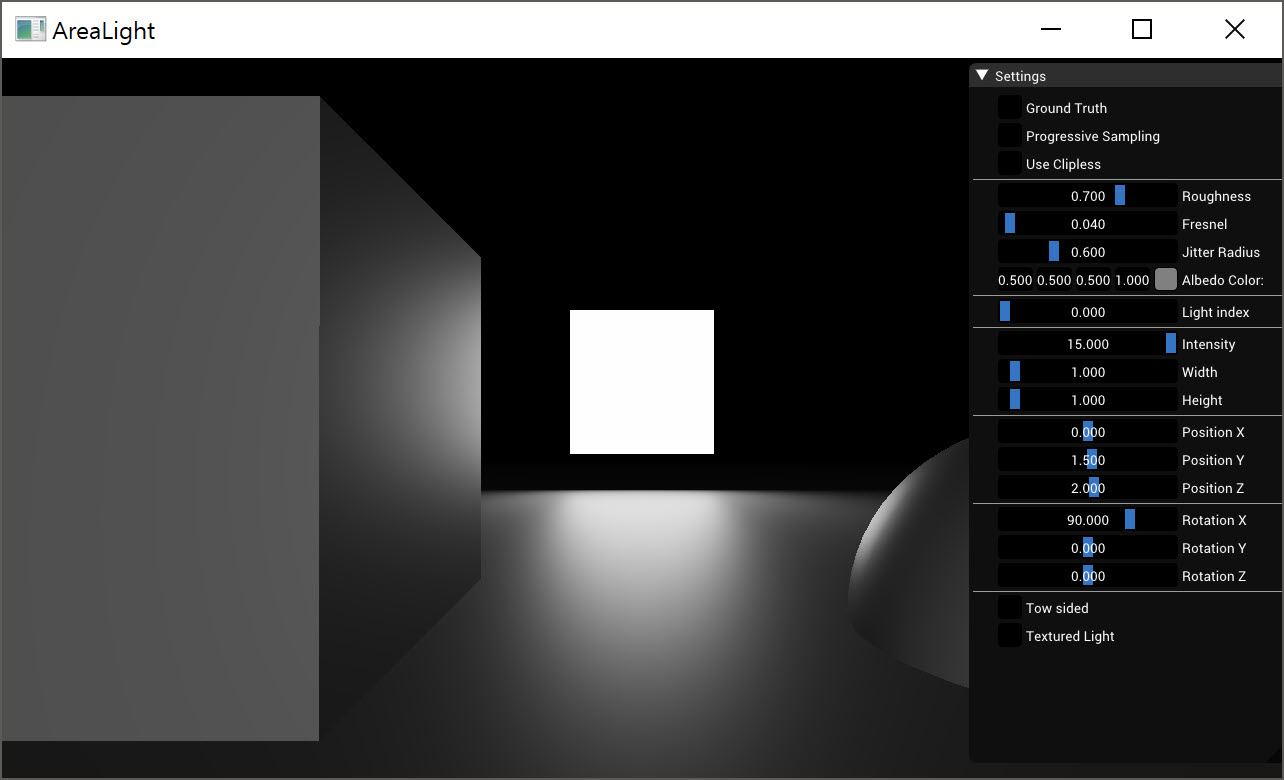 AreaLight
Settings
Ground Truth
Progressive Sampling
Use Clipless
0.700 Roughness
0.040 Fresnel
0.600 Jitter Radius
0.500 0.500 0.500 1.000 Albedo Color:
0.000 Light index
15.000 Intensity
1.000 Width
1.000 Height
0.000 Position X
1.500 Position Y
2.000 Position Z
90.000 Rotation X
0.000 Rotation Y
0.000 Rotation Z
Tow sided
Textured Light